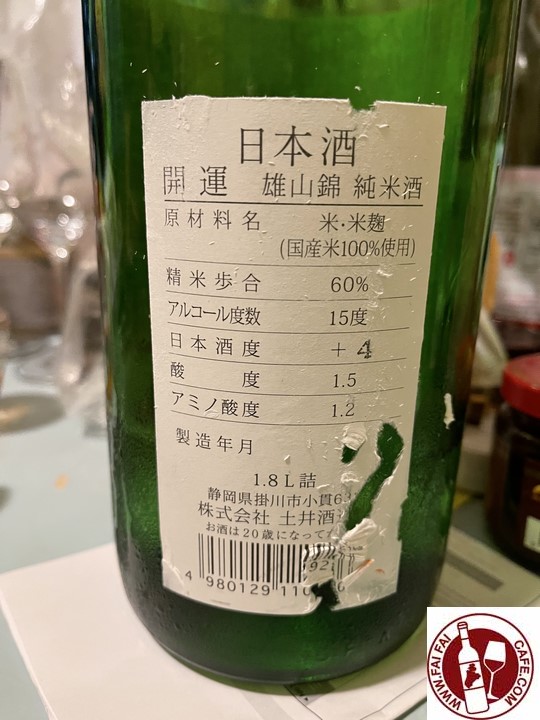 日本酒
開運 雄山錦 純米酒
原材料名 米・米麹
(国産米100%使用)
精米歩合 60%
アルコール度数 15度
日本酒度 +4
酸度 1.5
アミノ酸度 1.2
製造年月
1.8L詰
静岡県掛川市小貫6
株式会社 土井酒
お酒は20歳になって
4 980129 110
WWW.FAI FAI CAFE.COM